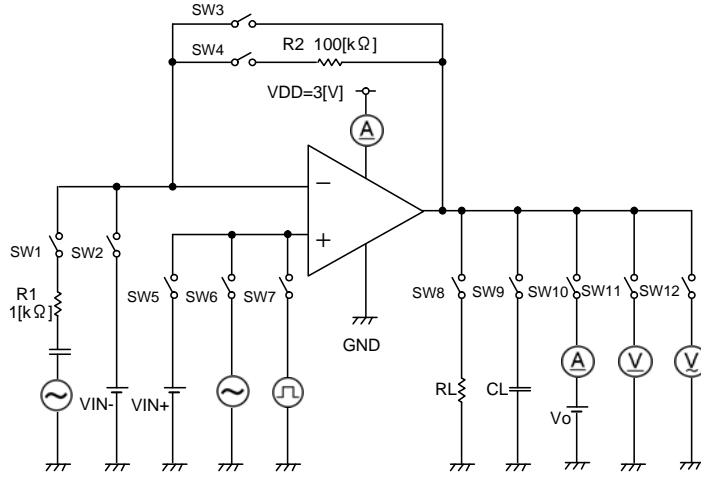 SW3
R2 100[kΩ]
SW4
VDD=3[V]
A
−
+
SW1
SW2
SW5
SW6
SW7
SW8
SW9
SW10
SW11
SW12
R1
1[kΩ]
GND
A
V
V
VIN-
VIN+
RL
CL
Vo